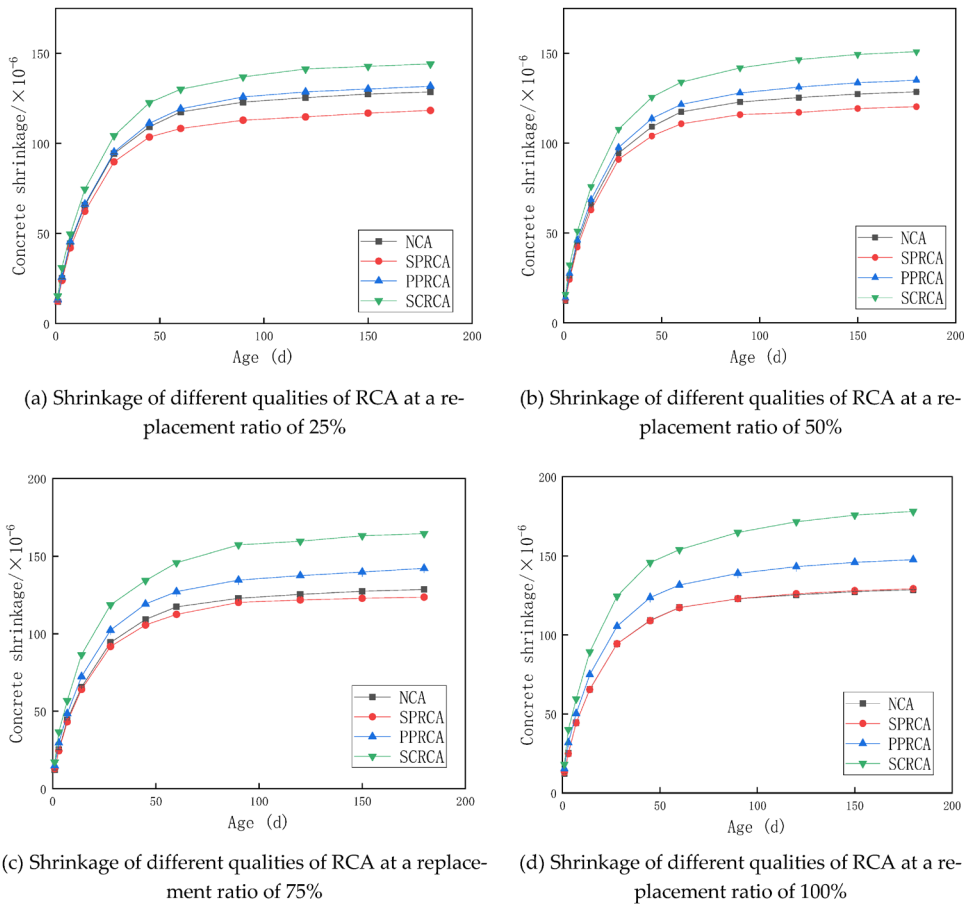 Concrete shrinkage/×10⁻⁶
150
100
50
0
0 50 100 150 200
Age (d)
NCA
SPRCA
PPRCA
SCRCA
(a) Shrinkage of different qualities of RCA at a re-
placement ratio of 25%
Concrete shrinkage/×10⁻⁶
150
100
50
0
0 50 100 150 200
Age (d)
NCA
SPRCA
PPRCA
SCRCA
(b) Shrinkage of different qualities of RCA at a re-
placement ratio of 50%
Concrete shrinkage/×10⁻⁶
200
150
100
50
0
0 50 100 150 200
Age (d)
NCA
SPRCA
PPRCA
SCRCA
(c) Shrinkage of different qualities of RCA at a replace-
ment ratio of 75%
Concrete shrinkage/×10⁻⁶
200
150
100
50
0
0 50 100 150 200
Age (d)
NCA
SPRCA
PPRCA
SCRCA
(d) Shrinkage of different qualities of RCA at a re-
placement ratio of 100%